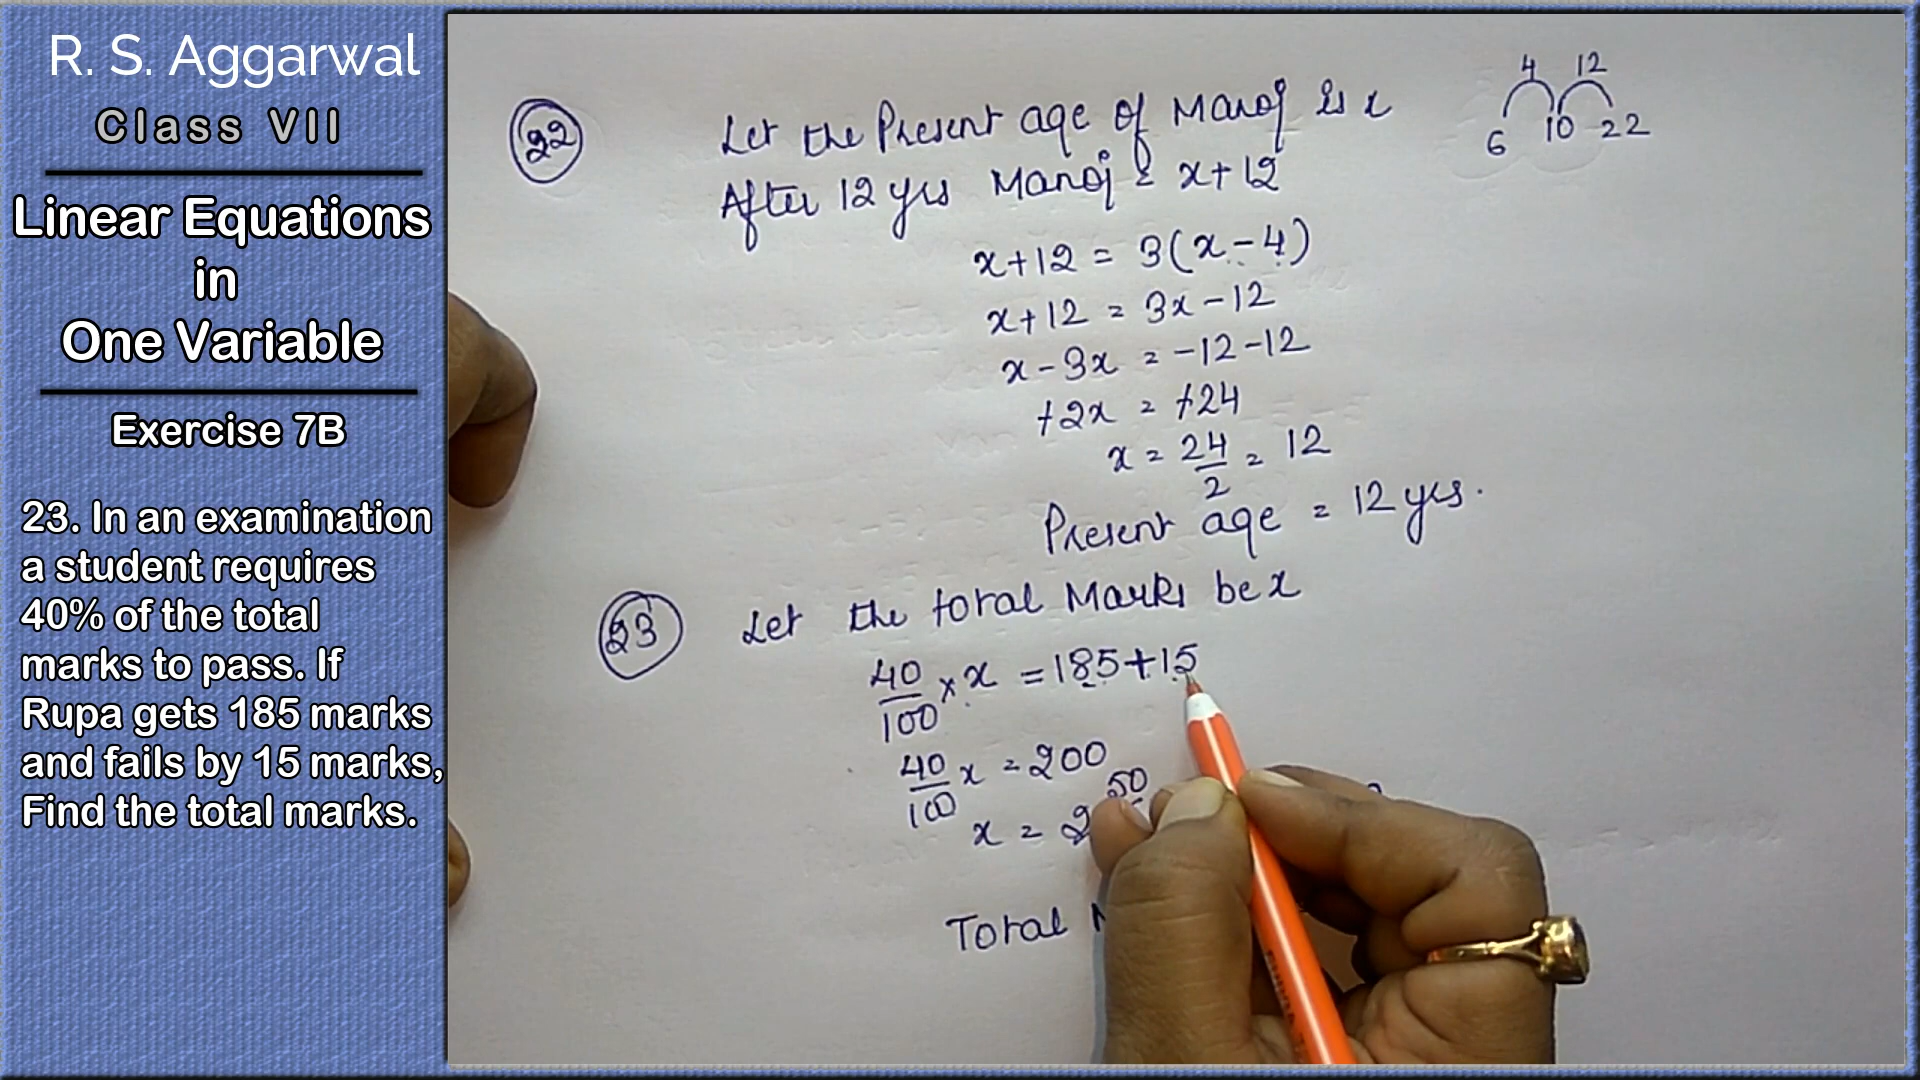 R. S. Aggarwal
Class VII
Linear Equations
in
One Variable
Exercise 7B
23. In an examination
a student requires
40% of the total
marks to pass. If
Rupa gets 185 marks
and fails by 15 marks,
Find the total marks.
22
Let the Present age of Manoj is x
After 12 yrs Manoj = x+12
4 12
6 10 22
x+12 = 3(x-4)
x+12 = 3x-12
x-3x = -12-12
+2x = +24
x = 24/2 = 12
Present age = 12 yrs.
23
Let the total Marks be x
40/100 × x = 185+15
40/100 x = 200
50
x = 2
Total